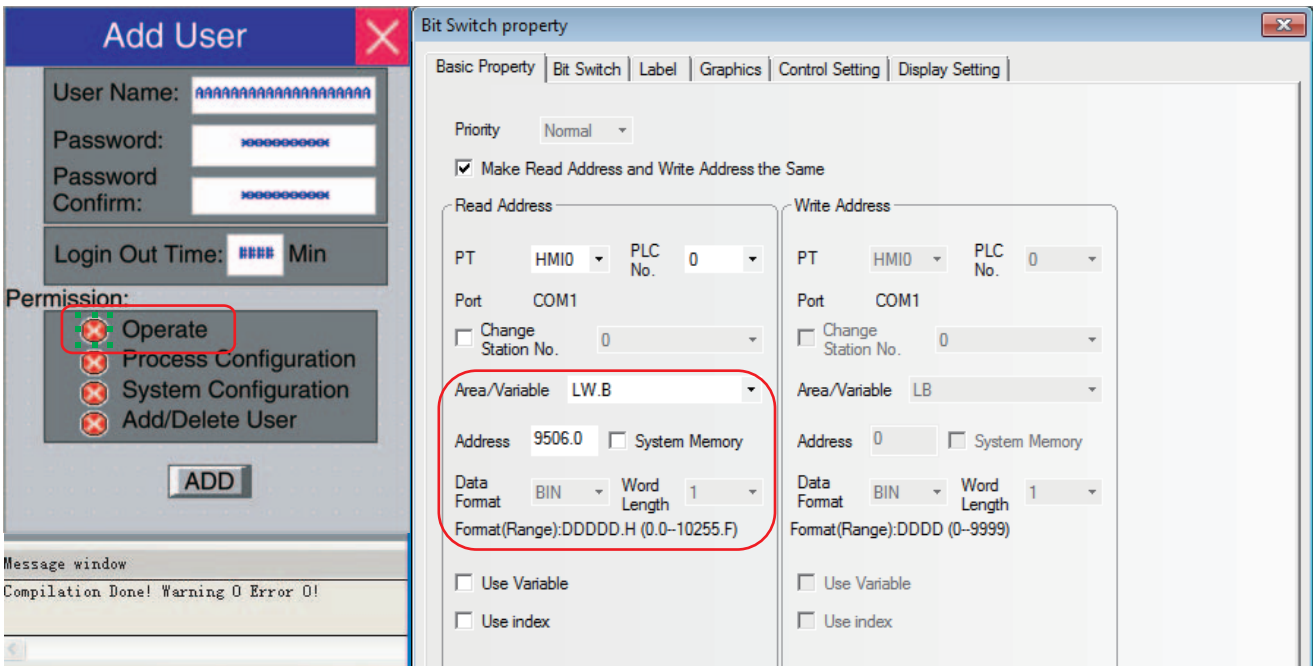 Add User
User Name: AAAAAAAAAAAAAAAAAAAA
Password: **********
Password
Confirm: **********
Login Out Time: #### Min
Permission:
Operate
Process Configuration
System Configuration
Add/Delete User
ADD
Message window
Compilation Done! Warning 0 Error 0!
Bit Switch property
Basic Property Bit Switch Label Graphics Control Setting Display Setting
Priority Normal
Make Read Address and Write Address the Same
Read Address
PT HMI0 PLC No. 0
Port COM1
Change Station No. 0
Area/Variable LW.B
Address 9506.0 System Memory
Data Format BIN Word Length 1
Format(Range):DDDDD.H (0.0--10255.F)
Use Variable
Use index
Write Address
PT HMI0 PLC No. 0
Port COM1
Change Station No. 0
Area/Variable LB
Address 0 System Memory
Data Format BIN Word Length 1
Format(Range):DDDD (0--9999)
Use Variable
Use index